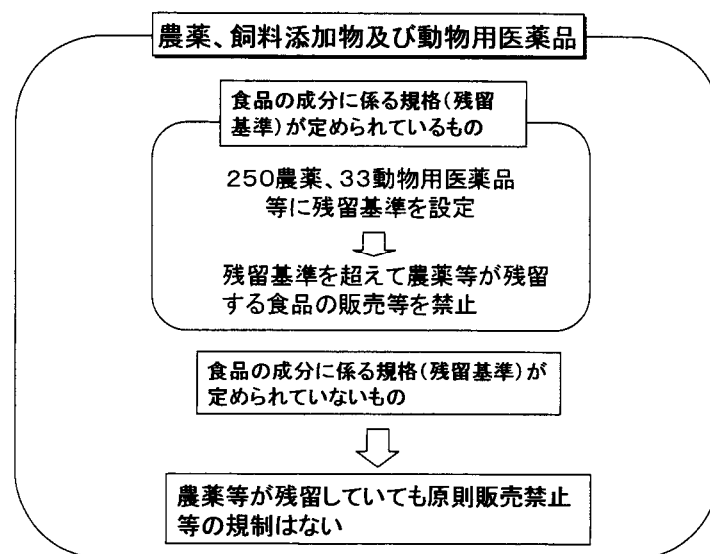 農薬、飼料添加物及び動物用医薬品
食品の成分に係る規格(残留
基準)が定められているもの
250農薬、33動物用医薬品
等に残留基準を設定
残留基準を超えて農薬等が残留
する食品の販売等を禁止
食品の成分に係る規格(残留基準)が
定められていないもの
農薬等が残留していても原則販売禁止
等の規制はない